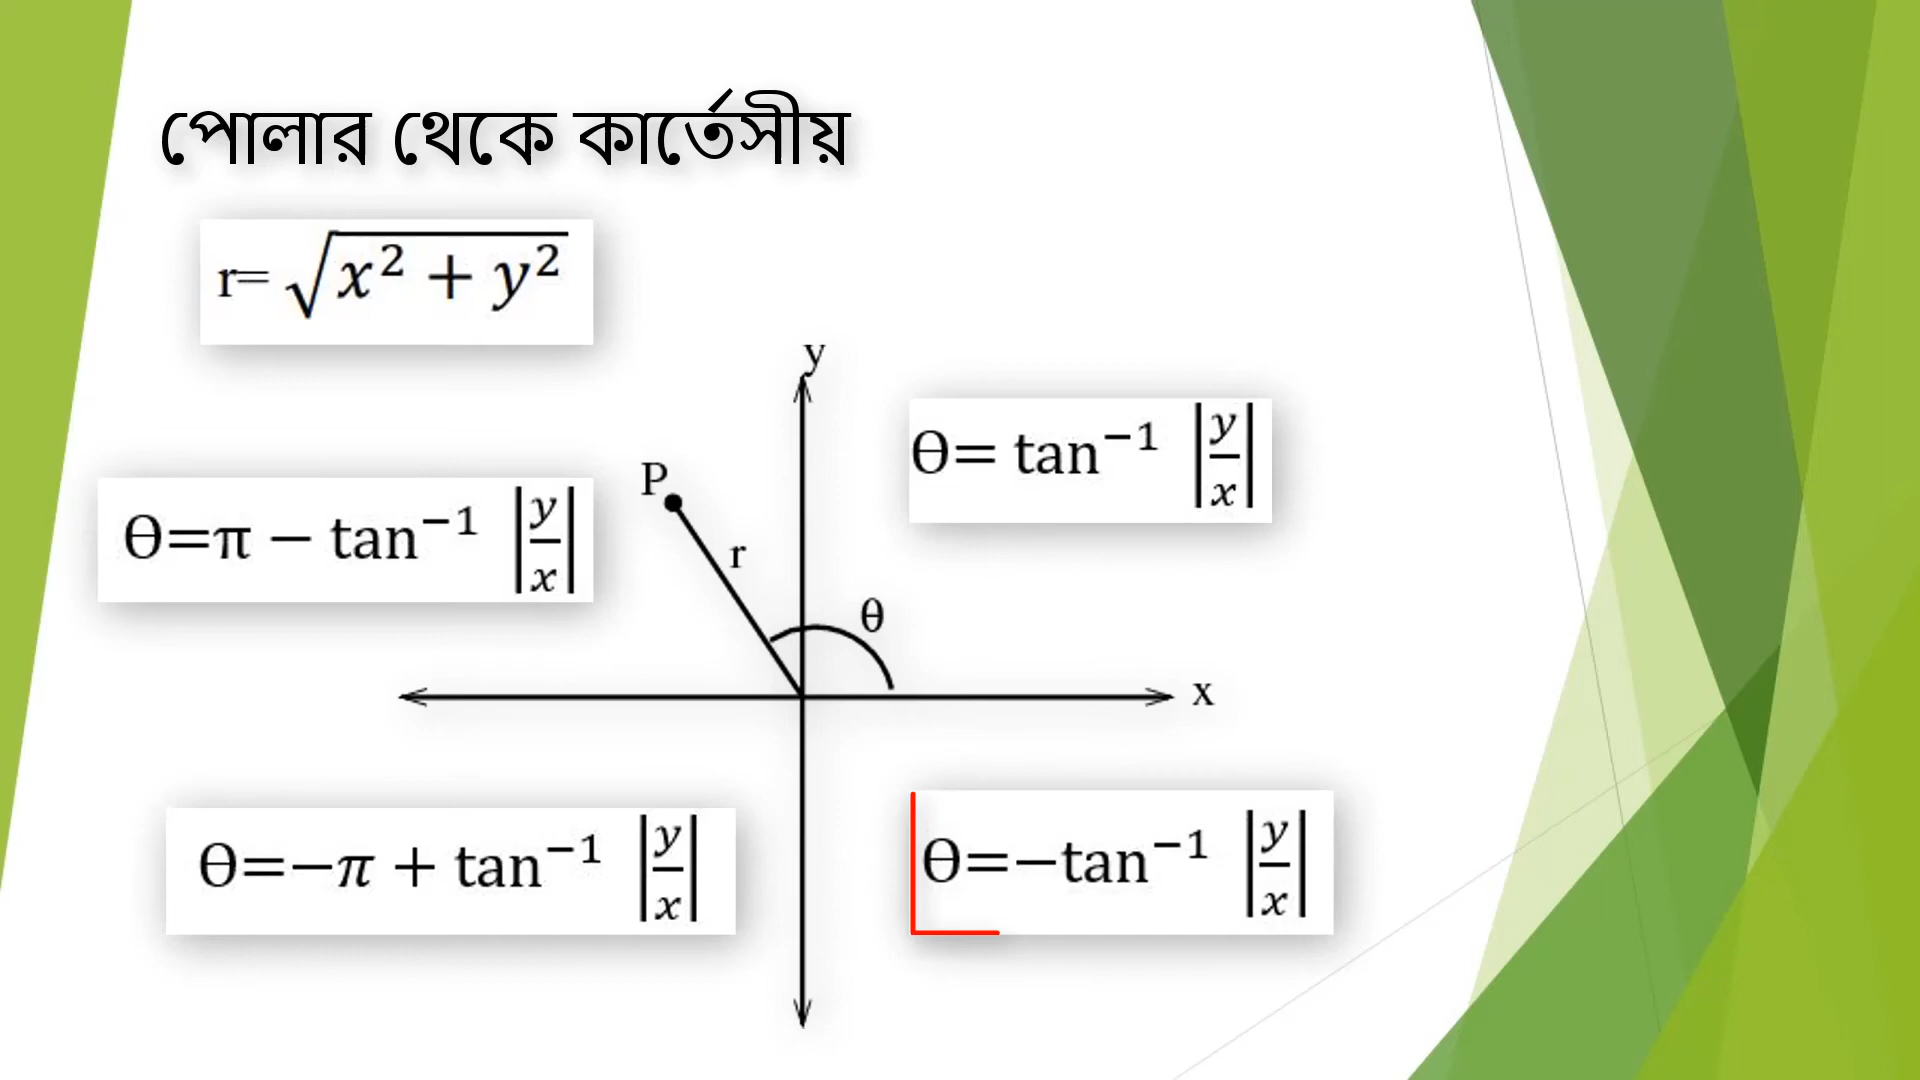 পোলার থেকে কার্তেসীয়
r= √x² + y²
y
ϴ= tan⁻¹ |y/x|
P
ϴ=π − tan⁻¹ |y/x|
r
θ
x
ϴ=−π + tan⁻¹ |y/x|
ϴ=−tan⁻¹ |y/x|